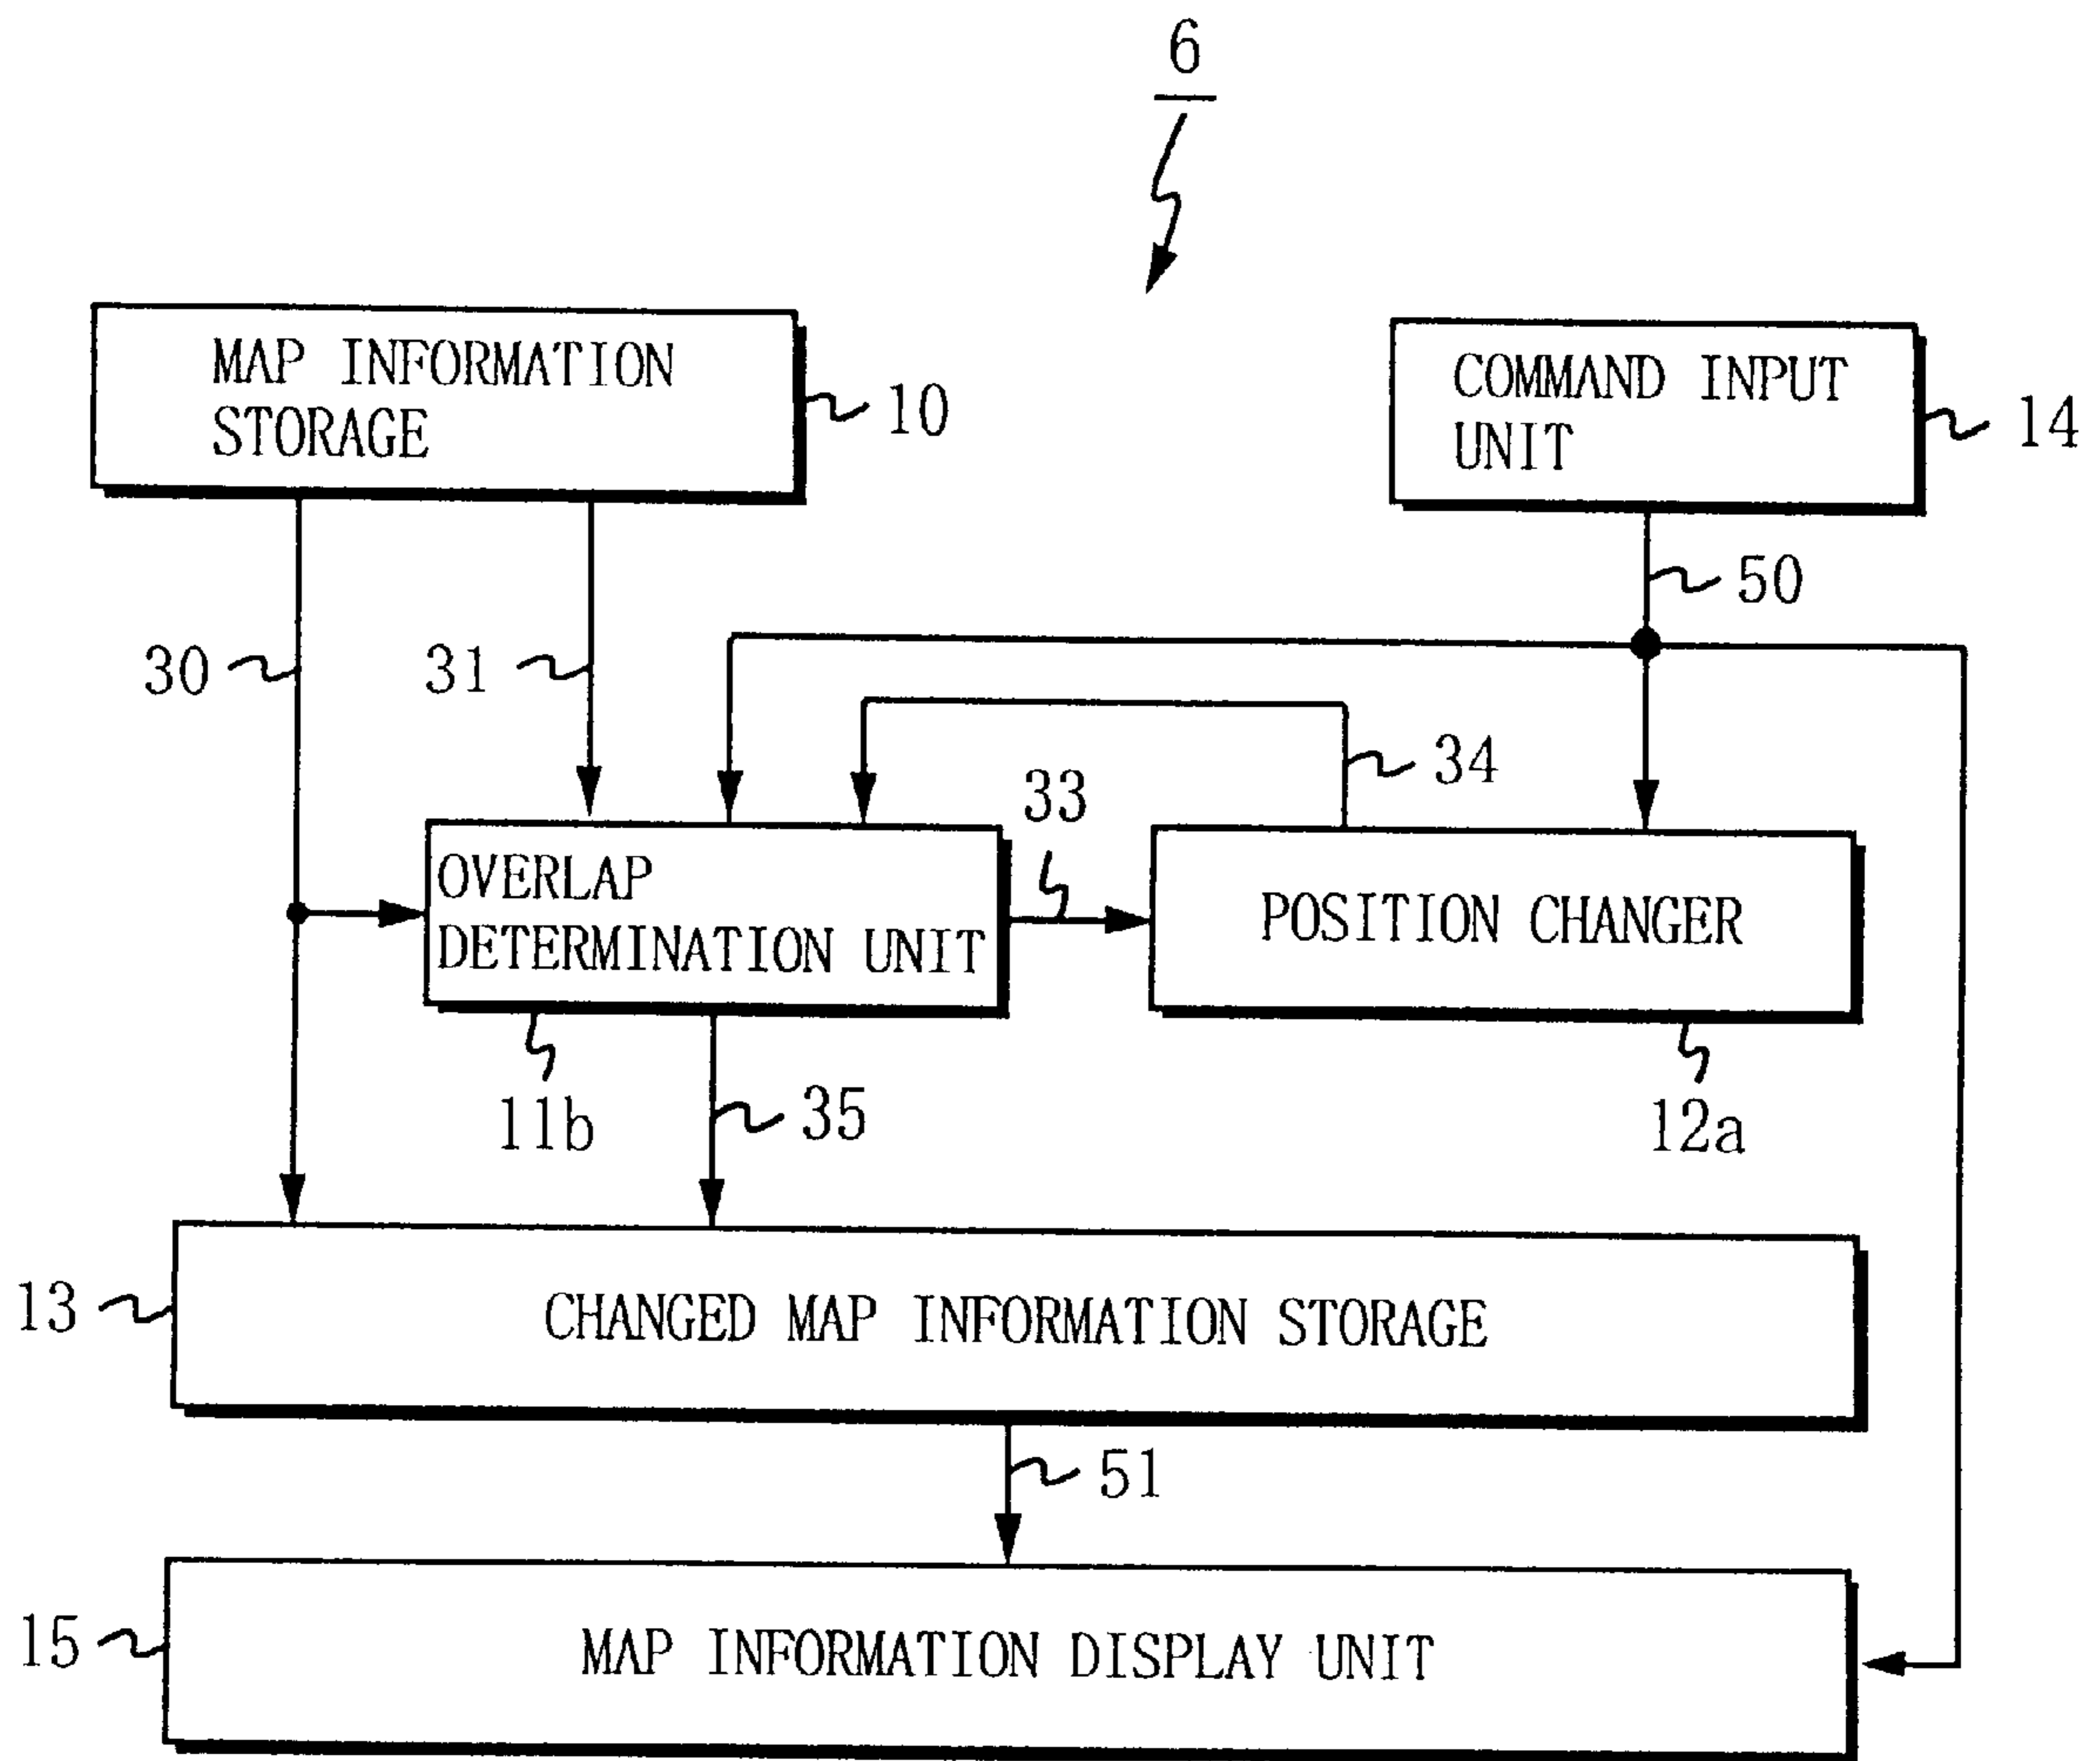 6
MAP INFORMATION
STORAGE
10
COMMAND INPUT
UNIT
14
50
30
31
34
33
OVERLAP
DETERMINATION UNIT
POSITION CHANGER
11b
35
12a
13
CHANGED MAP INFORMATION STORAGE
51
15
MAP INFORMATION DISPLAY UNIT